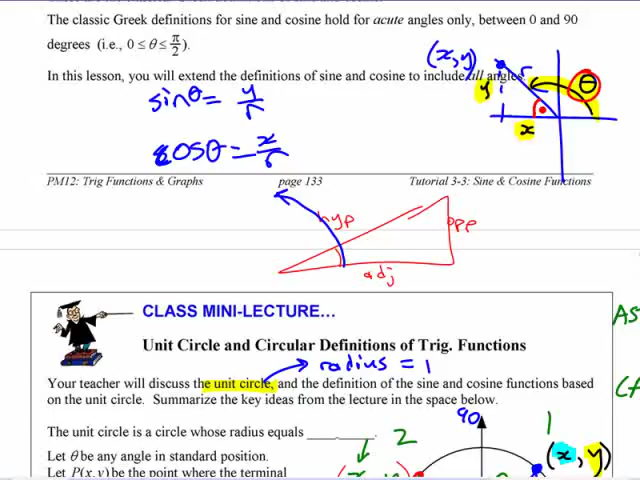 The classic Greek definitions for sine and cosine hold for acute angles only, between 0 and 90
degrees (i.e., 0 ≤ θ ≤ π/2).
In this lesson, you will extend the definitions of sine and cosine to include all angles.
(x, y)
r
θ
y
x
sinθ = y/r
cosθ = x/r
PM12: Trig Functions & Graphs page 133 Tutorial 3-3: Sine & Cosine Functions
hyp
opp
adj
CLASS MINI-LECTURE…
Unit Circle and Circular Definitions of Trig. Functions
radius = 1
Your teacher will discuss the unit circle, and the definition of the sine and cosine functions based
on the unit circle. Summarize the key ideas from the lecture in the space below.
90
1
The unit circle is a circle whose radius equals ________.
2
(x, y)
Let θ be any angle in standard position.
Let P(x, y) be the point where the terminal